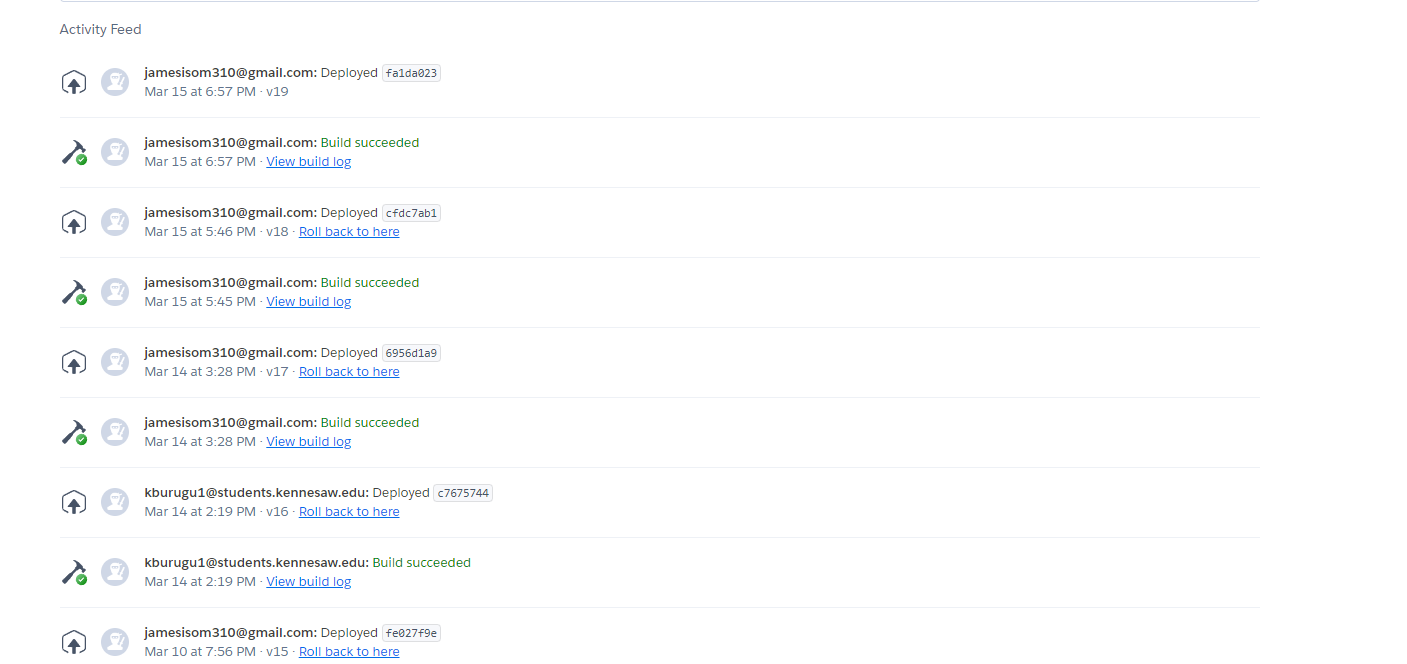 Activity Feed
jamesisom310@gmail.com: Deployed fa1da023
Mar 15 at 6:57 PM · v19
jamesisom310@gmail.com: Build succeeded
Mar 15 at 6:57 PM · View build log
jamesisom310@gmail.com: Deployed cfdc7ab1
Mar 15 at 5:46 PM · v18 · Roll back to here
jamesisom310@gmail.com: Build succeeded
Mar 15 at 5:45 PM · View build log
jamesisom310@gmail.com: Deployed 6956d1a9
Mar 14 at 3:28 PM · v17 · Roll back to here
jamesisom310@gmail.com: Build succeeded
Mar 14 at 3:28 PM · View build log
kburugu1@students.kennesaw.edu: Deployed c7675744
Mar 14 at 2:19 PM · v16 · Roll back to here
kburugu1@students.kennesaw.edu: Build succeeded
Mar 14 at 2:19 PM · View build log
jamesisom310@gmail.com: Deployed fe027f9e
Mar 10 at 7:56 PM · v15 · Roll back to here